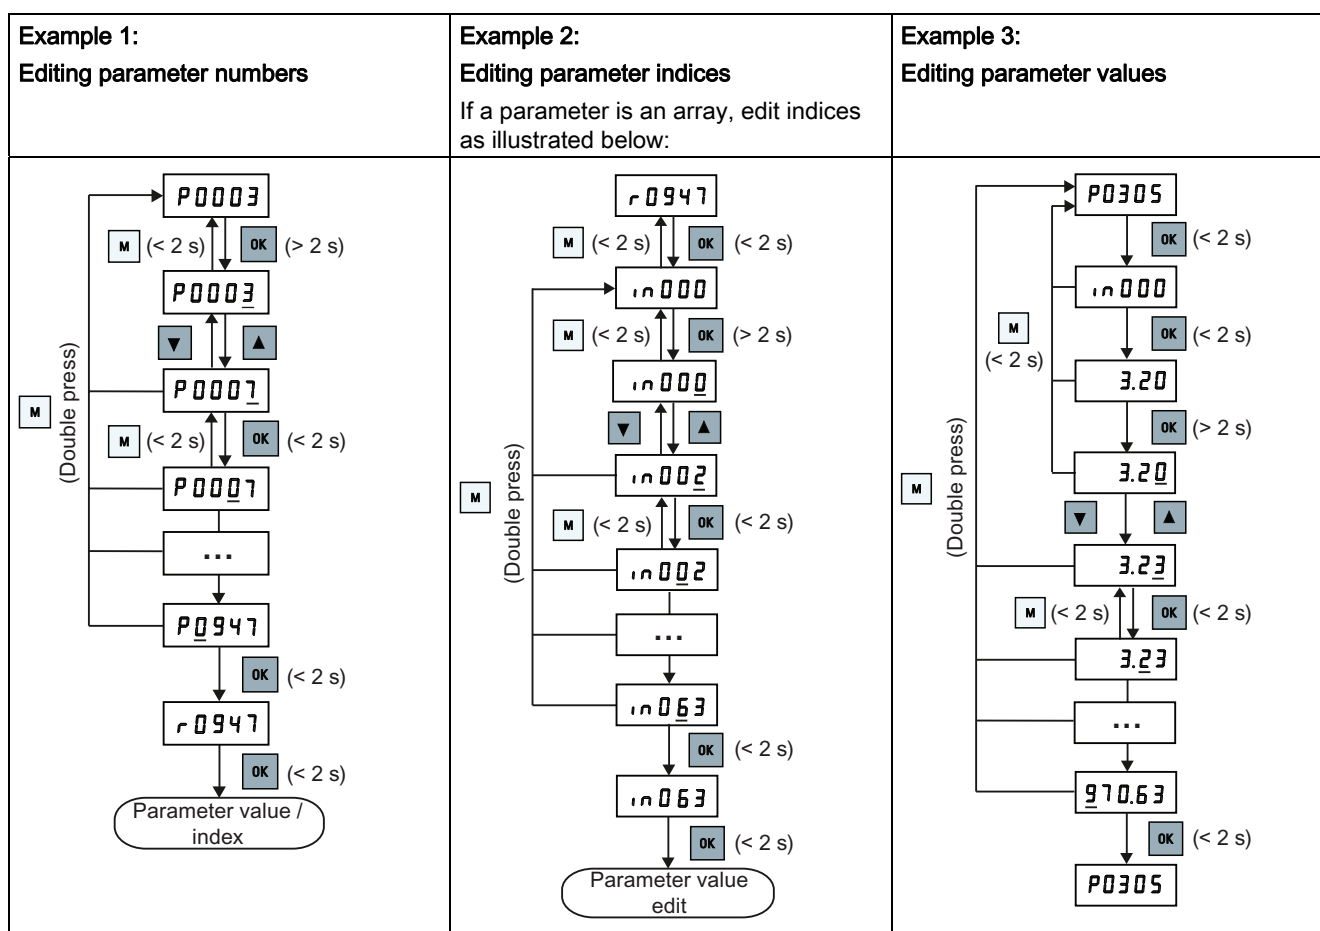 Example 1:
Editing parameter numbers
Example 2:
Editing parameter indices
If a parameter is an array, edit indices
as illustrated below:
Example 3:
Editing parameter values
P0003
M (< 2 s) OK (> 2 s)
P0003
▼ ▲
P0007
M (Double press)
M (< 2 s) OK (< 2 s)
P0007
...
P0947
OK (< 2 s)
r0947
OK (< 2 s)
Parameter value /
index
r0947
M (< 2 s) OK (< 2 s)
in000
M (< 2 s) OK (> 2 s)
in000
▼ ▲
in002
M (Double press)
M (< 2 s) OK (< 2 s)
in002
...
in063
OK (< 2 s)
in063
OK (< 2 s)
Parameter value
edit
P0305
OK (< 2 s)
in000
M
(< 2 s)
OK (< 2 s)
3.20
OK (> 2 s)
3.20
M (Double press)
▼ ▲
3.23
M (< 2 s) OK (< 2 s)
3.23
...
970.63
OK (< 2 s)
P0305